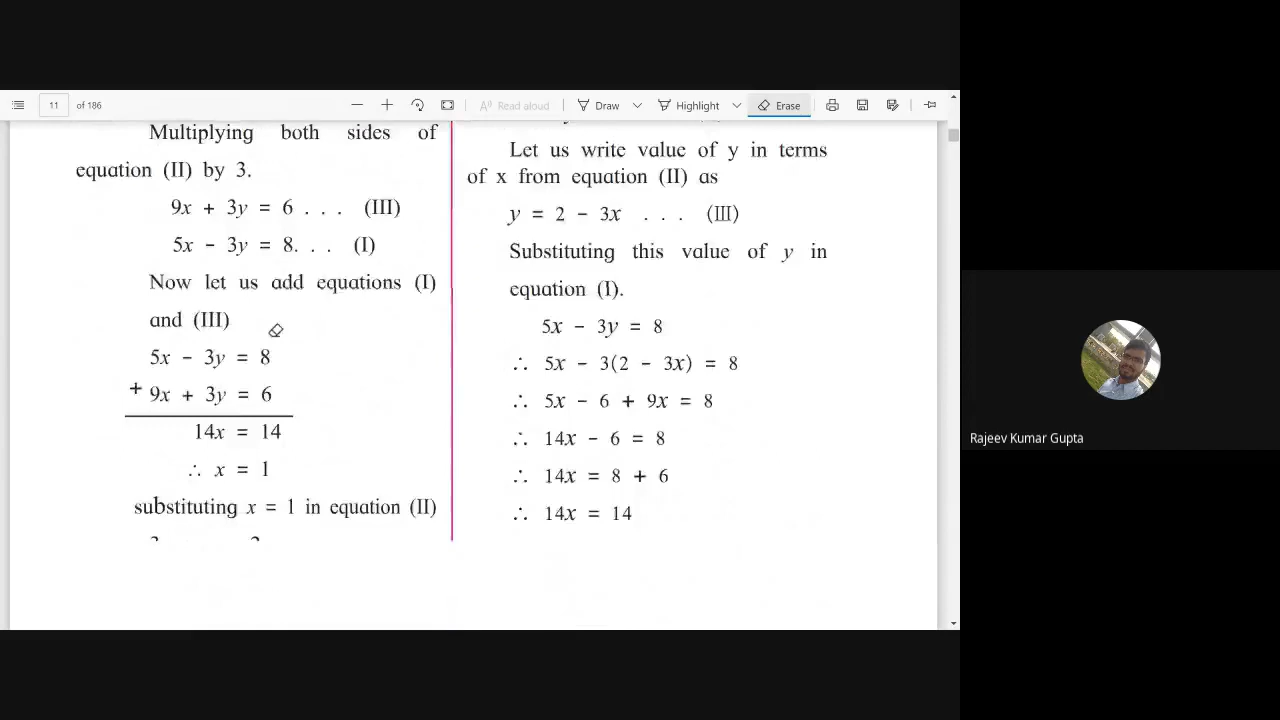 11 of 186
Read aloud
Draw
Highlight
Erase
Multiplying both sides of
equation (II) by 3.
9x + 3y = 6 . . . (III)
5x − 3y = 8. . . (I)
Now let us add equations (I)
and (III)
5x − 3y = 8
+ 9x + 3y = 6
14x = 14
∴ x = 1
substituting x = 1 in equation (II)
Let us write value of y in terms
of x from equation (II) as
y = 2 − 3x . . . (III)
Substituting this value of y in
equation (I).
5x − 3y = 8
∴ 5x − 3(2 − 3x) = 8
∴ 5x − 6 + 9x = 8
∴ 14x − 6 = 8
∴ 14x = 8 + 6
∴ 14x = 14
Rajeev Kumar Gupta